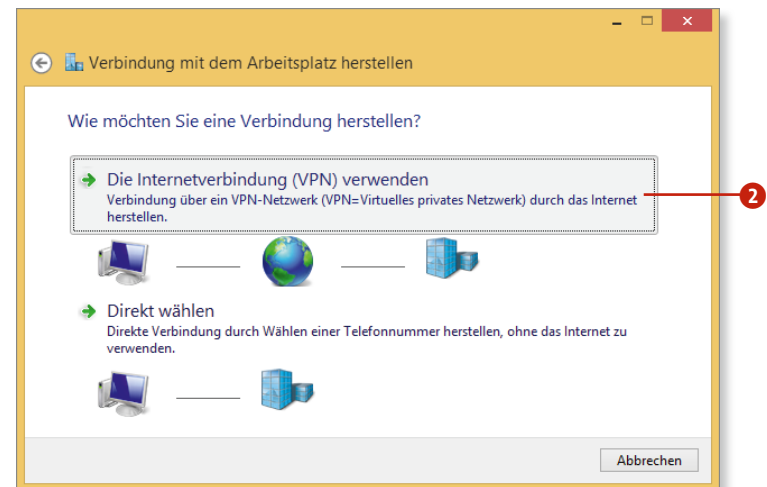 Verbindung mit dem Arbeitsplatz herstellen
Wie möchten Sie eine Verbindung herstellen?
Die Internetverbindung (VPN) verwenden
Verbindung über ein VPN-Netzwerk (VPN=Virtuelles privates Netzwerk) durch das Internet
herstellen.
2
Direkt wählen
Direkte Verbindung durch Wählen einer Telefonnummer herstellen, ohne das Internet zu
verwenden.
Abbrechen